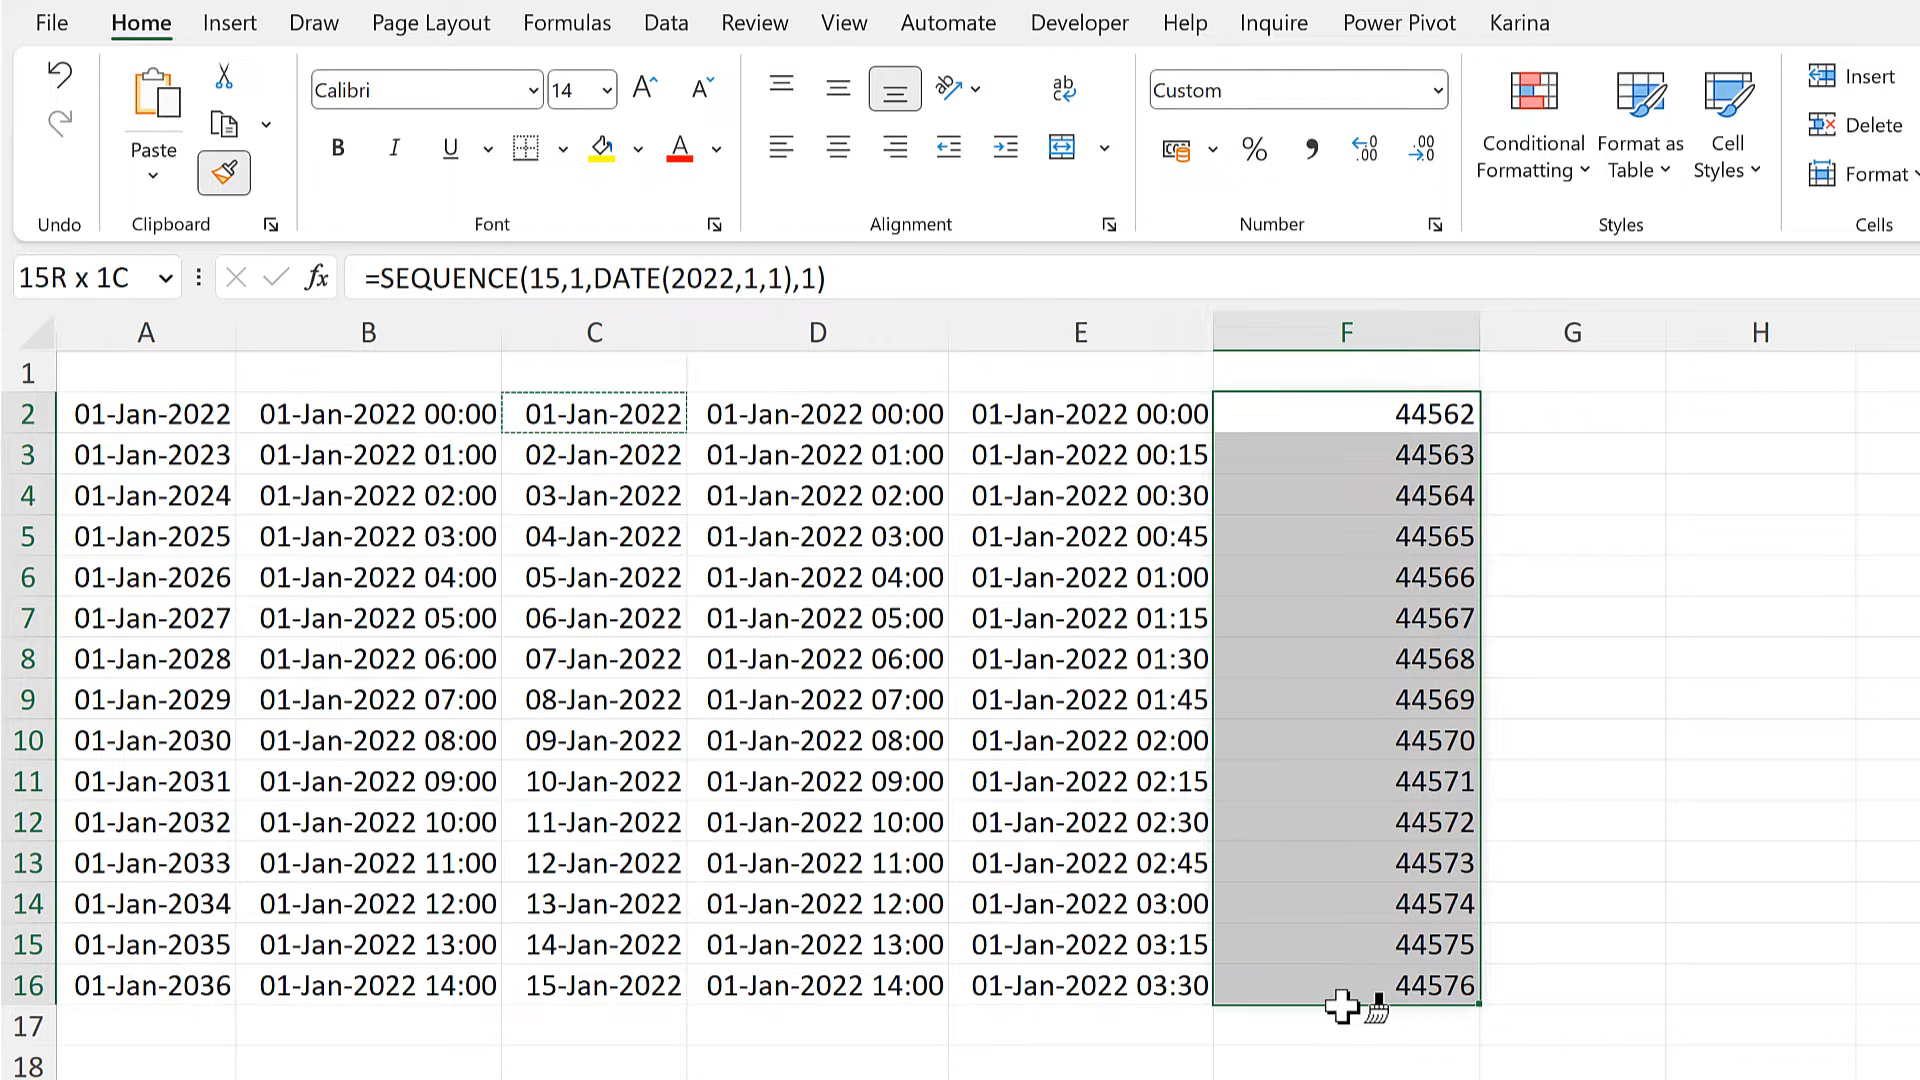 File Home Insert Draw Page Layout Formulas Data Review View Automate Developer Help Inquire Power Pivot Karina
Calibri 14 A^ A˅ Custom
Insert
Delete
Format
Paste
B I U A
ab
ab
c
% , .00 .00
0 0
Conditional Formatting
Format as Table
Cell Styles
Undo Clipboard Font Alignment Number Styles Cells
15R x 1C fx =SEQUENCE(15,1,DATE(2022,1,1),1)
A B C D E F G H
1
2 01-Jan-2022 01-Jan-2022 00:00 01-Jan-2022 01-Jan-2022 00:00 01-Jan-2022 00:00 44562
3 01-Jan-2023 01-Jan-2022 01:00 02-Jan-2022 01-Jan-2022 01:00 01-Jan-2022 00:15 44563
4 01-Jan-2024 01-Jan-2022 02:00 03-Jan-2022 01-Jan-2022 02:00 01-Jan-2022 00:30 44564
5 01-Jan-2025 01-Jan-2022 03:00 04-Jan-2022 01-Jan-2022 03:00 01-Jan-2022 00:45 44565
6 01-Jan-2026 01-Jan-2022 04:00 05-Jan-2022 01-Jan-2022 04:00 01-Jan-2022 01:00 44566
7 01-Jan-2027 01-Jan-2022 05:00 06-Jan-2022 01-Jan-2022 05:00 01-Jan-2022 01:15 44567
8 01-Jan-2028 01-Jan-2022 06:00 07-Jan-2022 01-Jan-2022 06:00 01-Jan-2022 01:30 44568
9 01-Jan-2029 01-Jan-2022 07:00 08-Jan-2022 01-Jan-2022 07:00 01-Jan-2022 01:45 44569
10 01-Jan-2030 01-Jan-2022 08:00 09-Jan-2022 01-Jan-2022 08:00 01-Jan-2022 02:00 44570
11 01-Jan-2031 01-Jan-2022 09:00 10-Jan-2022 01-Jan-2022 09:00 01-Jan-2022 02:15 44571
12 01-Jan-2032 01-Jan-2022 10:00 11-Jan-2022 01-Jan-2022 10:00 01-Jan-2022 02:30 44572
13 01-Jan-2033 01-Jan-2022 11:00 12-Jan-2022 01-Jan-2022 11:00 01-Jan-2022 02:45 44573
14 01-Jan-2034 01-Jan-2022 12:00 13-Jan-2022 01-Jan-2022 12:00 01-Jan-2022 03:00 44574
15 01-Jan-2035 01-Jan-2022 13:00 14-Jan-2022 01-Jan-2022 13:00 01-Jan-2022 03:15 44575
16 01-Jan-2036 01-Jan-2022 14:00 15-Jan-2022 01-Jan-2022 14:00 01-Jan-2022 03:30 44576
17
18